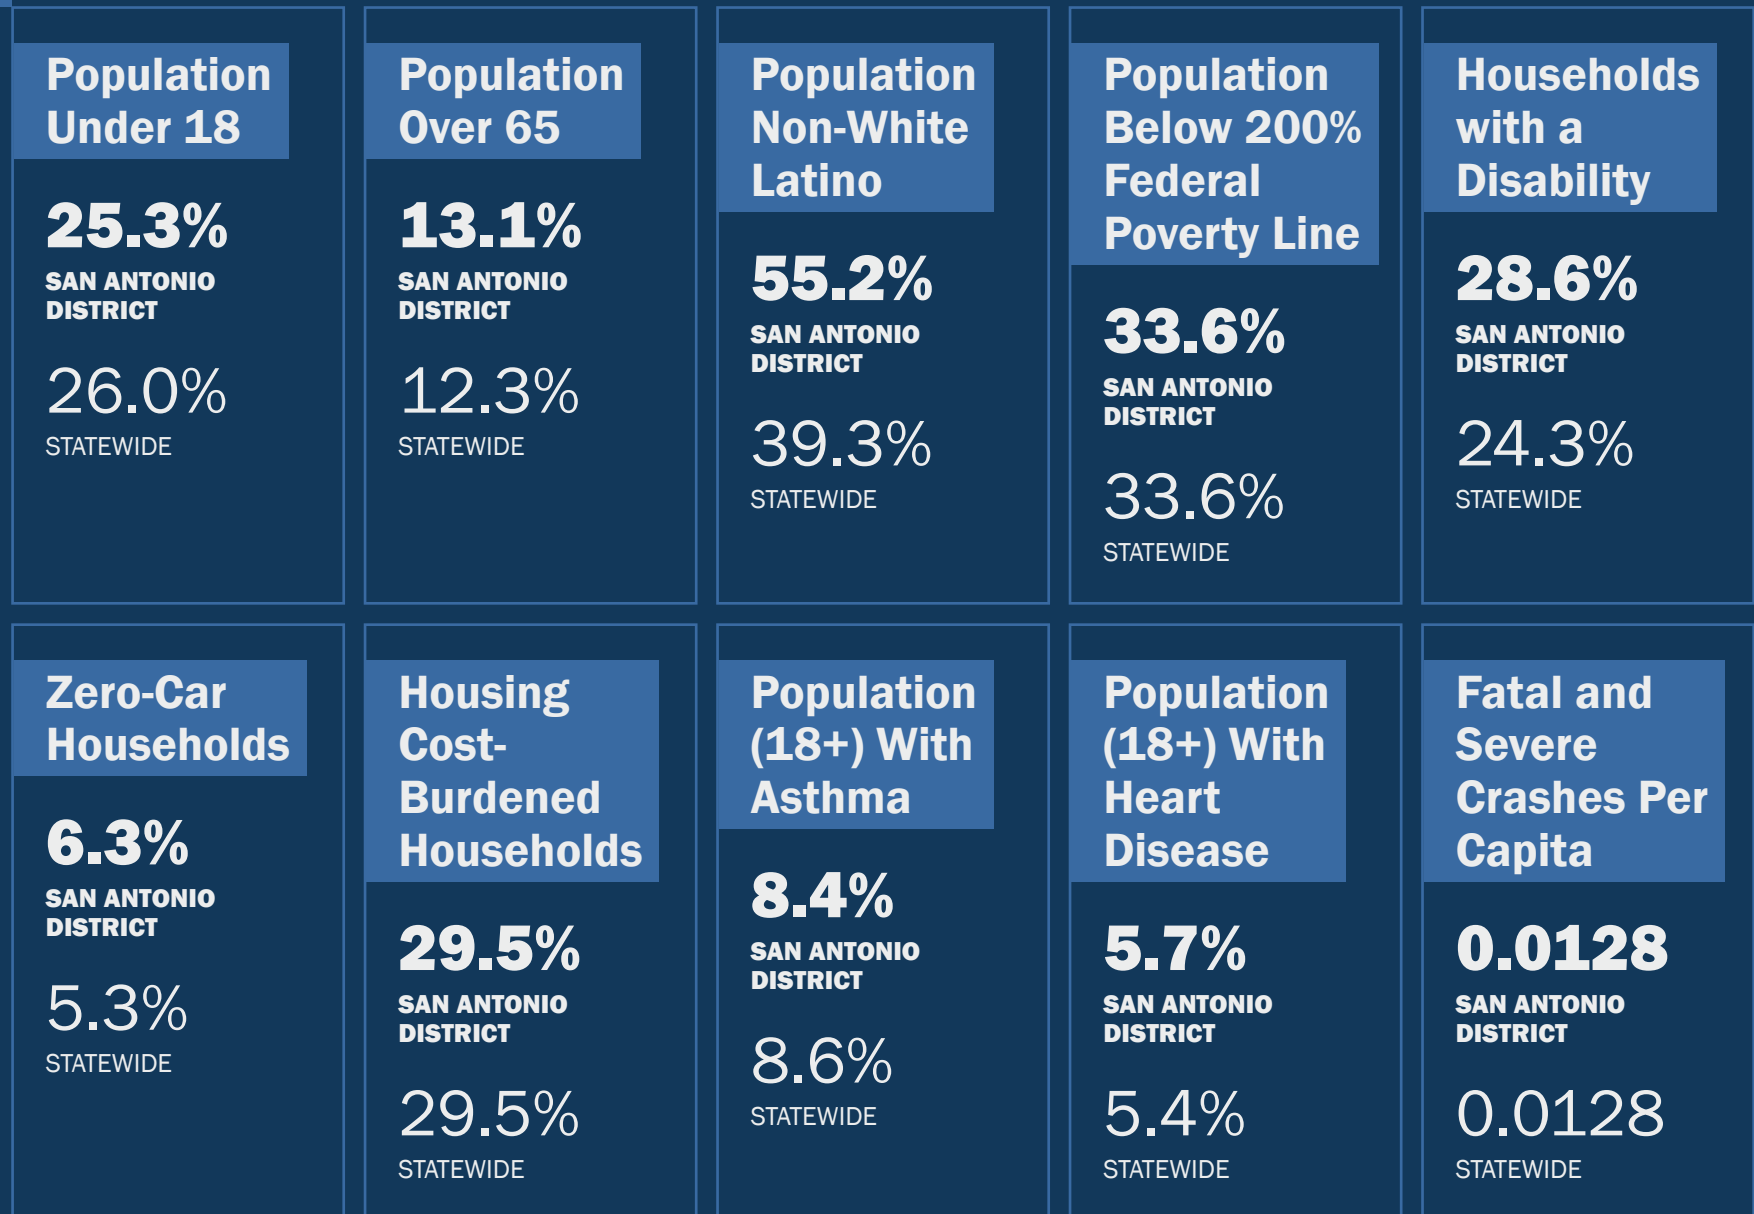 Population
Under 18
25.3%
SAN ANTONIO
DISTRICT
26.0%
STATEWIDE
Population
Over 65
13.1%
SAN ANTONIO
DISTRICT
12.3%
STATEWIDE
Population
Non-White
Latino
55.2%
SAN ANTONIO
DISTRICT
39.3%
STATEWIDE
Population
Below 200%
Federal
Poverty Line
33.6%
SAN ANTONIO
DISTRICT
33.6%
STATEWIDE
Households
with a
Disability
28.6%
SAN ANTONIO
DISTRICT
24.3%
STATEWIDE
Zero-Car
Households
6.3%
SAN ANTONIO
DISTRICT
5.3%
STATEWIDE
Housing
Cost-
Burdened
Households
29.5%
SAN ANTONIO
DISTRICT
29.5%
STATEWIDE
Population
(18+) With
Asthma
8.4%
SAN ANTONIO
DISTRICT
8.6%
STATEWIDE
Population
(18+) With
Heart
Disease
5.7%
SAN ANTONIO
DISTRICT
5.4%
STATEWIDE
Fatal and
Severe
Crashes Per
Capita
0.0128
SAN ANTONIO
DISTRICT
0.0128
STATEWIDE